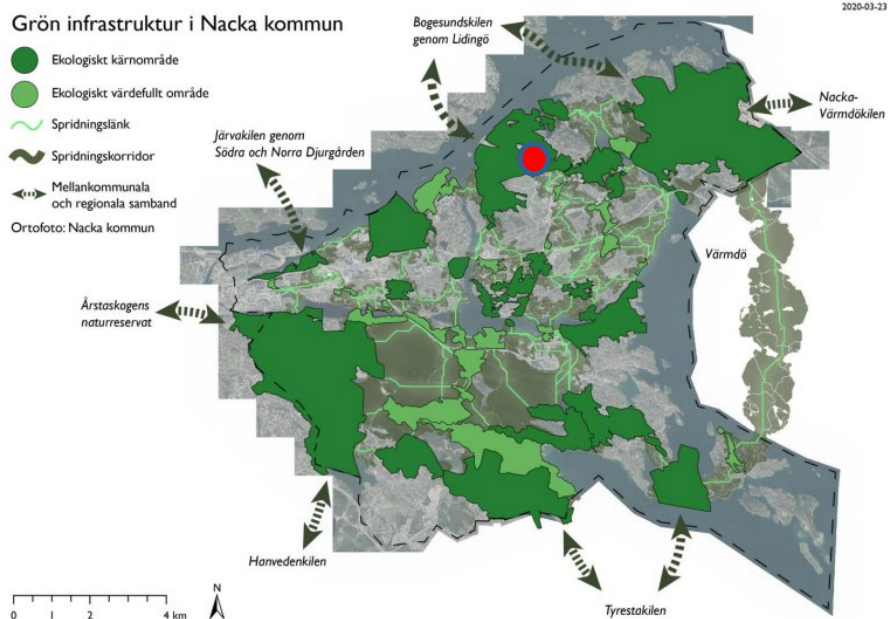 2020-03-23
Grön infrastruktur i Nacka kommun
Ekologiskt kärnområde
Ekologiskt värdefullt område
Spridningslänk
Spridningskorridor
Mellankommunala
och regionala samband
Ortofoto: Nacka kommun
Bogesundskilen
genom Lidingö
Järvakilen genom
Södra och Norra Djurgården
Nacka-
Värmdökilen
Värmdö
Årstaskogens
naturreservat
Hanvedenkilen
Tyrestakilen
0 1 2 4 km
N